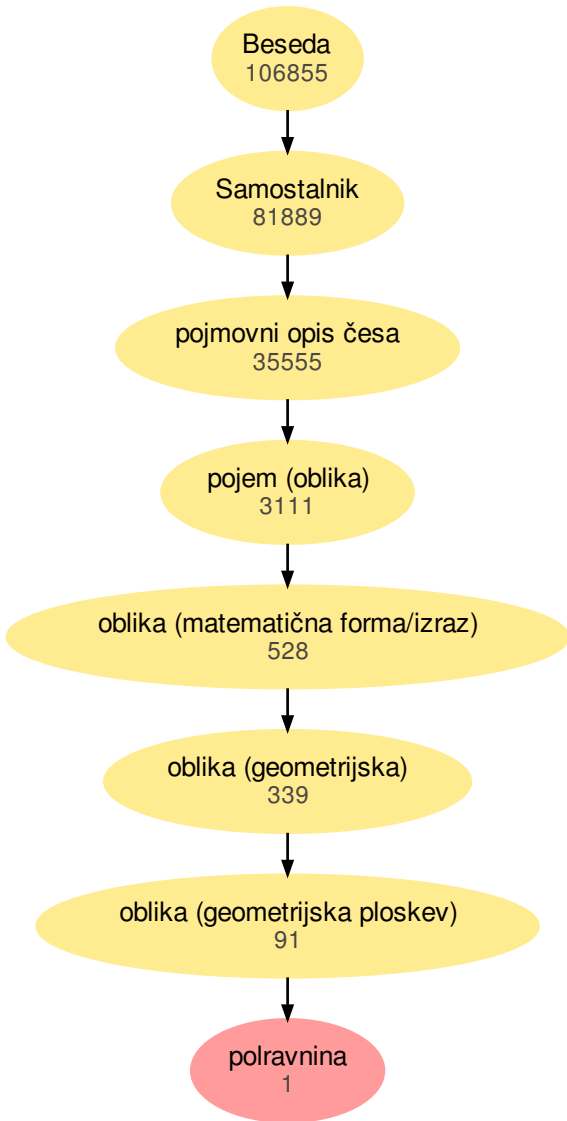 Beseda
106855
Samostalnik
81889
pojmovni opis česa
35555
pojem (oblika)
3111
oblika (matematična forma/izraz)
528
oblika (geometrijska)
339
oblika (geometrijska ploskev)
91
polravnina
1